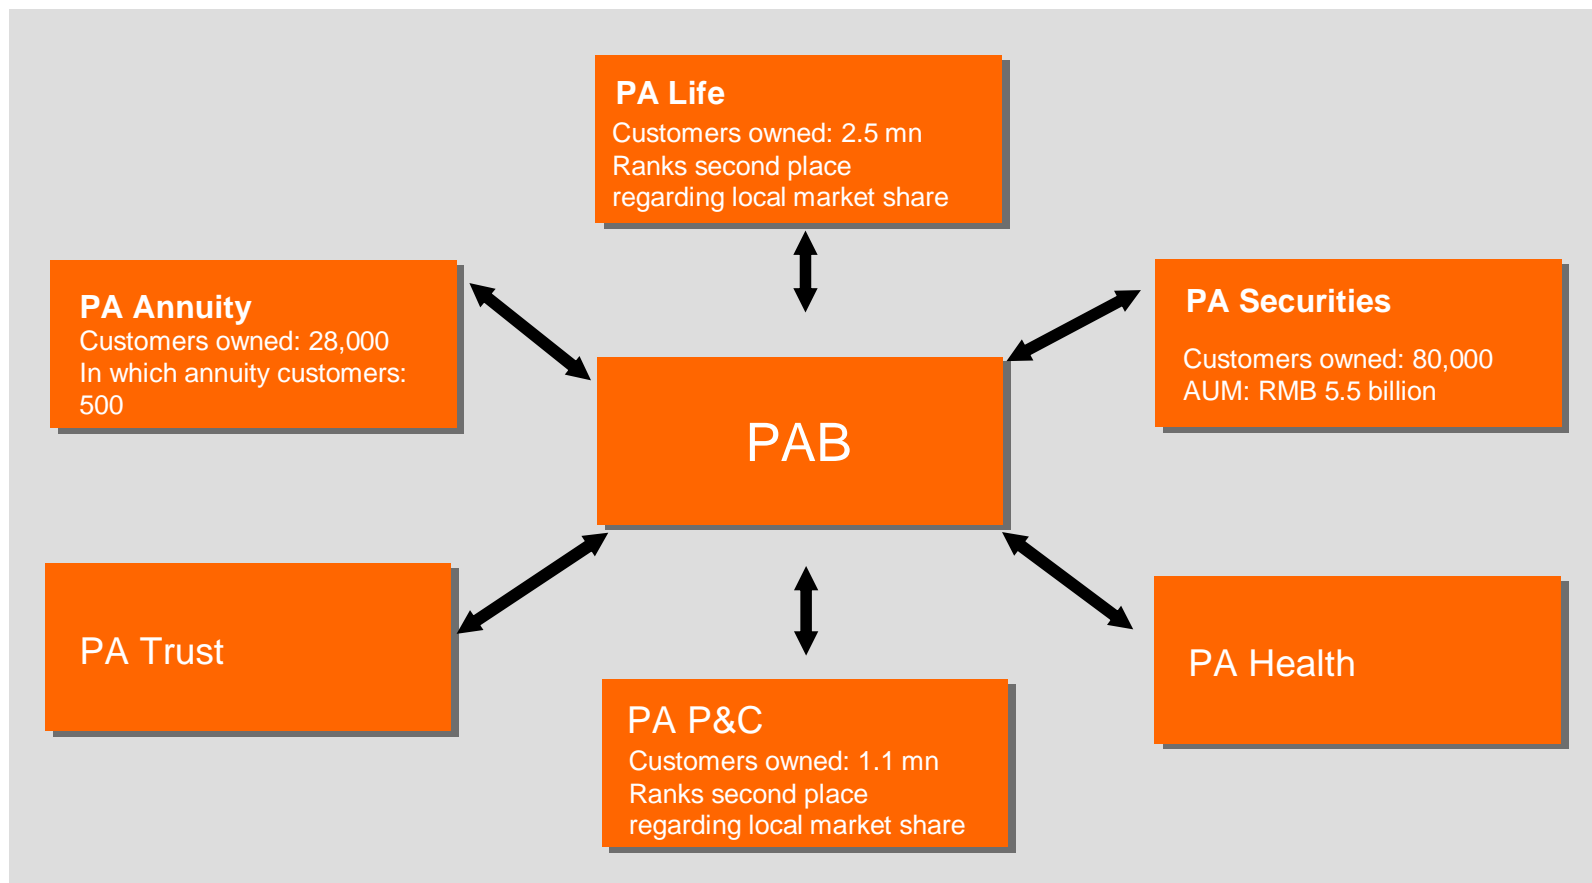 PA Life
Customers owned: 2.5 mn
Ranks second place
regarding local market share
PA Annuity
Customers owned: 28,000
In which annuity customers:
500
PA Securities
Customers owned: 80,000
AUM: RMB 5.5 billion
PAB
PA Trust
PA Health
PA P&C
Customers owned: 1.1 mn
Ranks second place
regarding local market share